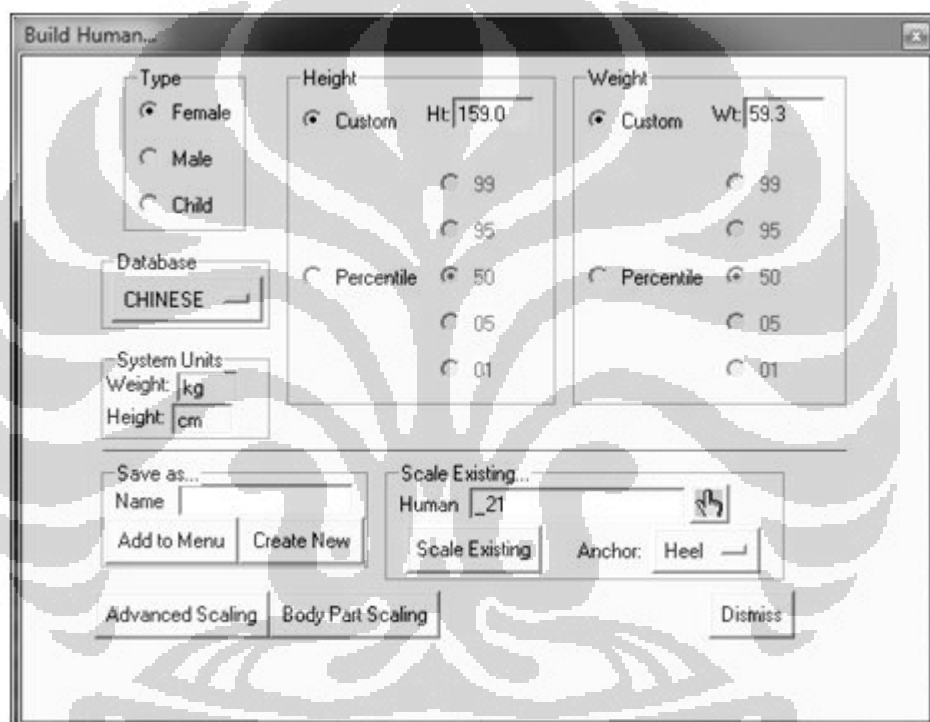 Build Human...
Type
Female
Male
Child
Database
CHINESE
System Units
Weight: kg
Height: cm
Height
Custom Ht: 159.0
99
95
Percentile 50
05
01
Weight
Custom Wt: 59.3
99
95
Percentile 50
05
01
Save as...
Name
Add to Menu Create New
Scale Existing...
Human _21
Scale Existing Anchor: Heel
Advanced Scaling Body Part Scaling Dismiss